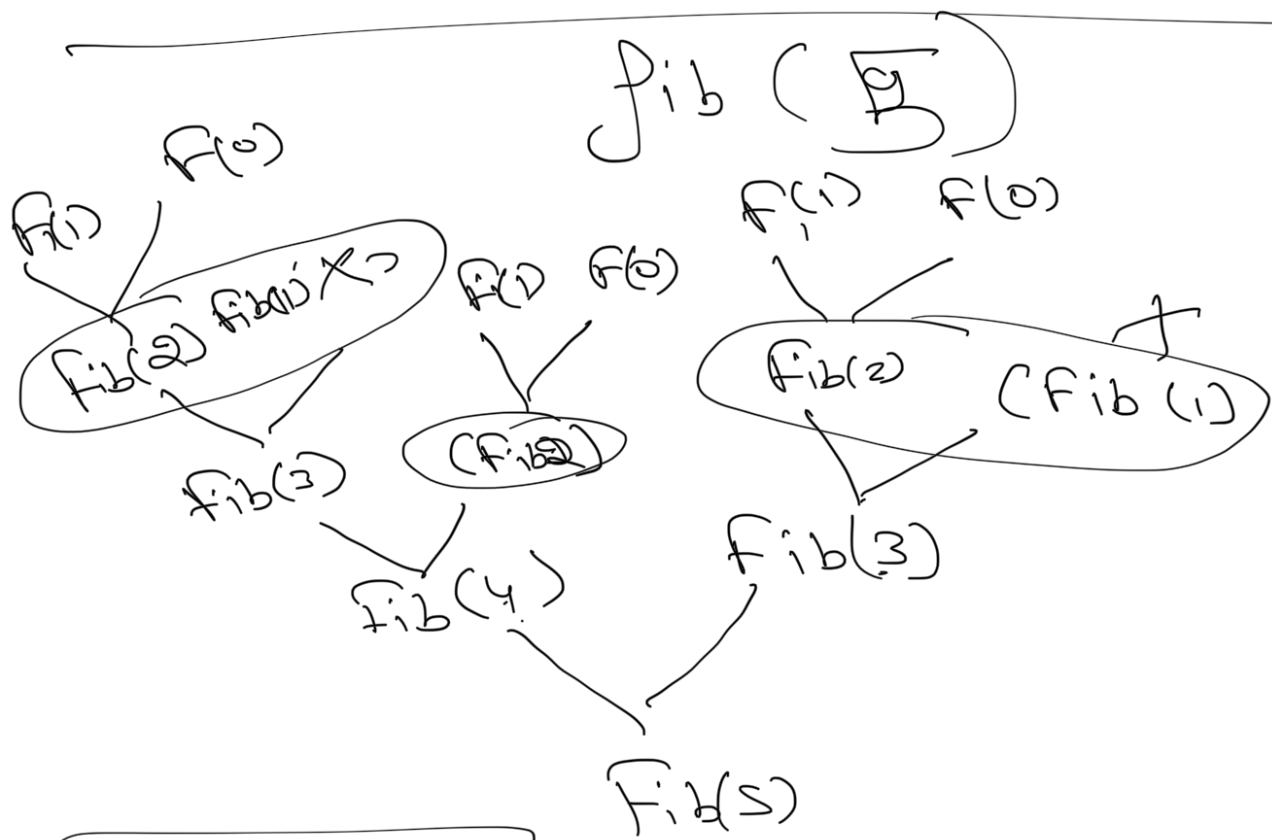 fib (5)
F(0)
F(1)
F(1) F(0)
F(1) F(0)
Fib(2) fib(1)
Fib(2) (Fib (1)
(Fib2)
Fib(3)
Fib(3)
Fib(4)
Fib(5)